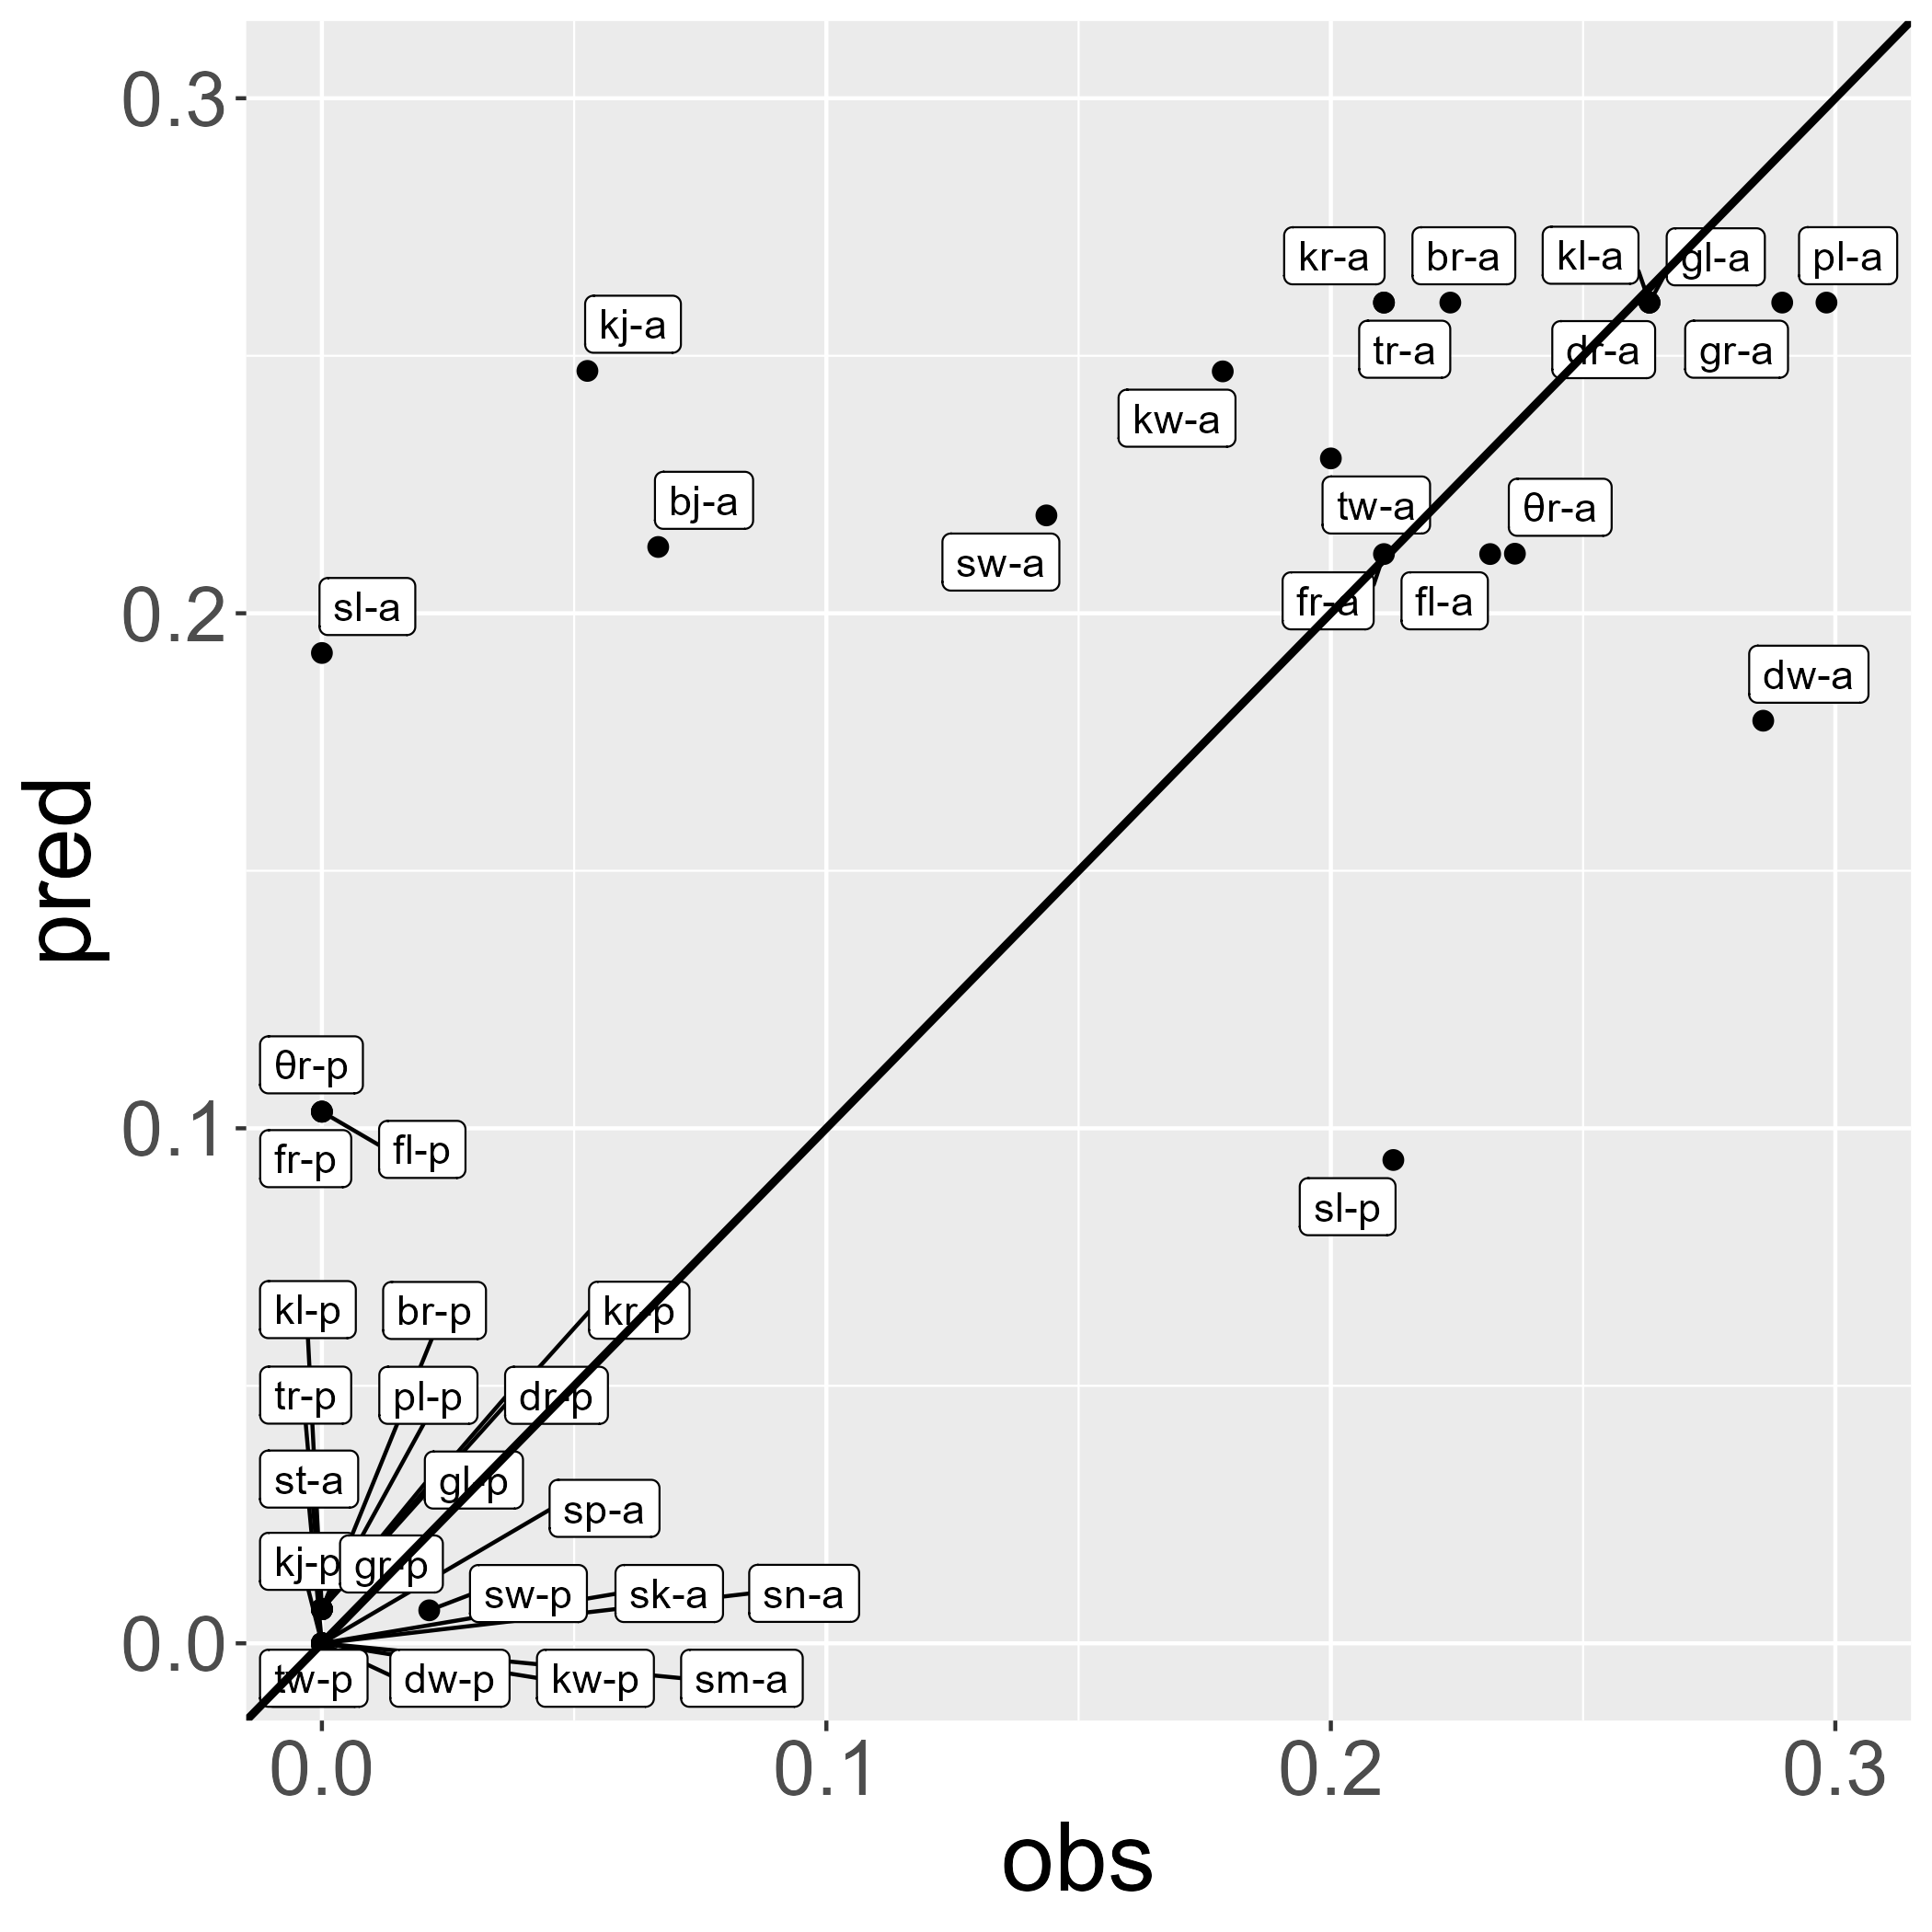 0.3
kr-a br-a kl-a gl-a pl-a
kj-a
tr-a dr-a gr-a
kw-a
bj-a
tw-a θr-a
sw-a
sl-a
fr-a fl-a
0.2
dw-a
pred
θr-p
0.1
fr-p fl-p
sl-p
kl-p br-p kr-p
tr-p pl-p dr-p
st-a gl-p
sp-a
kj-p gr-p
sw-p sk-a sn-a
0.0
tw-p dw-p kw-p sm-a
0.0 0.1 0.2 0.3
obs